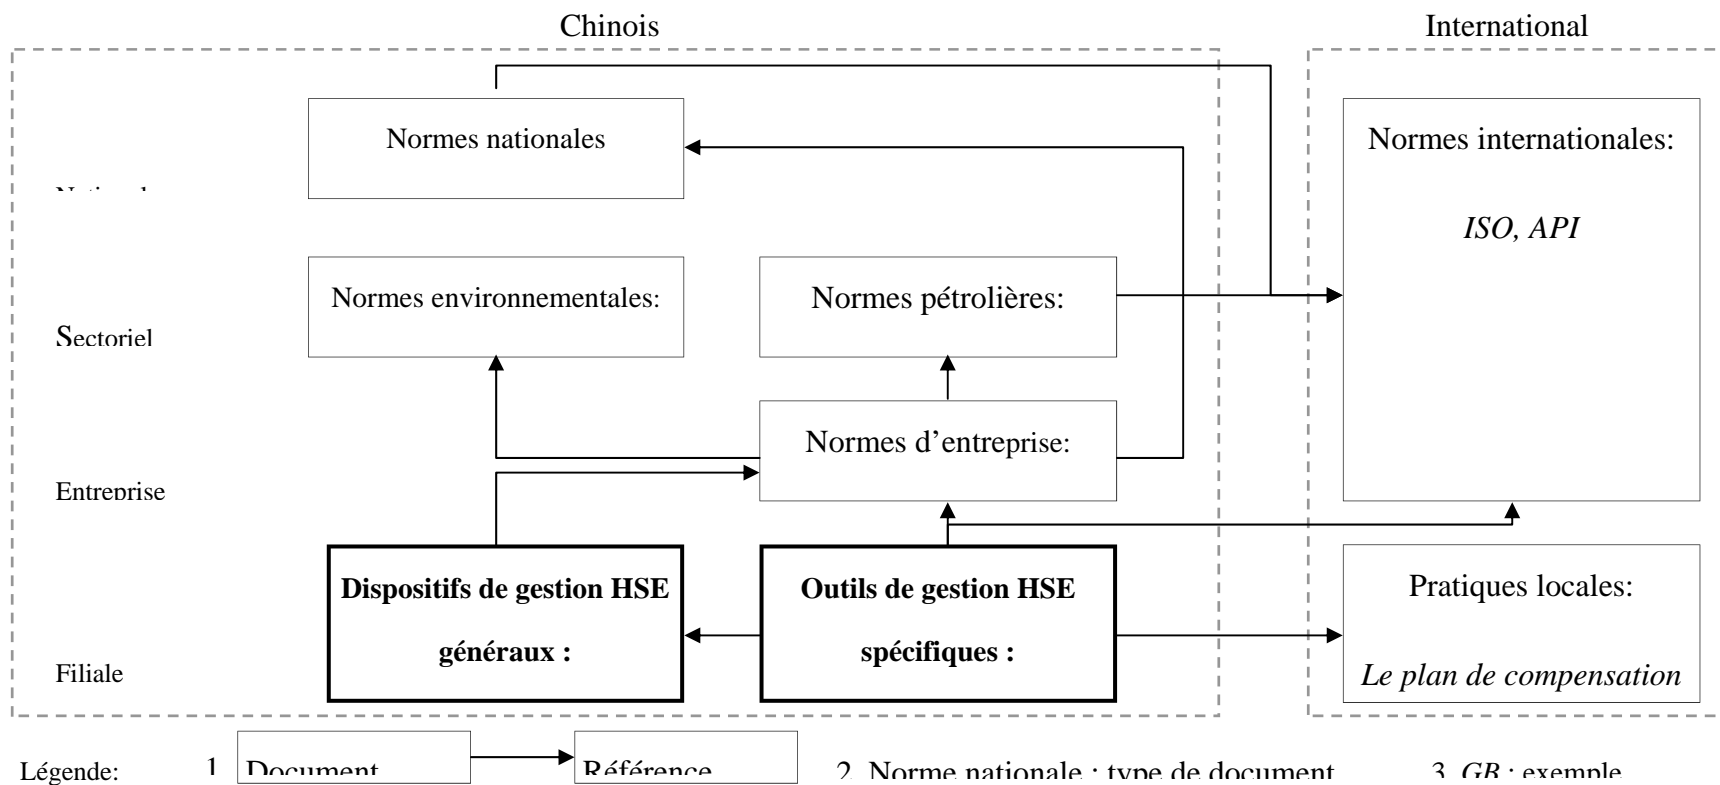 Chinois
International
Normes nationales
Normes internationales:
ISO, API
Normes environnementales:
Normes pétrolières:
Sectoriel
Normes d’entreprise:
Entreprise
Dispositifs de gestion HSE
généraux :
Outils de gestion HSE
spécifiques :
Pratiques locales:
Le plan de compensation
Filiale
Légende:
1
Document
Référence
2 Norme nationale : type de document
3 GB : exemple